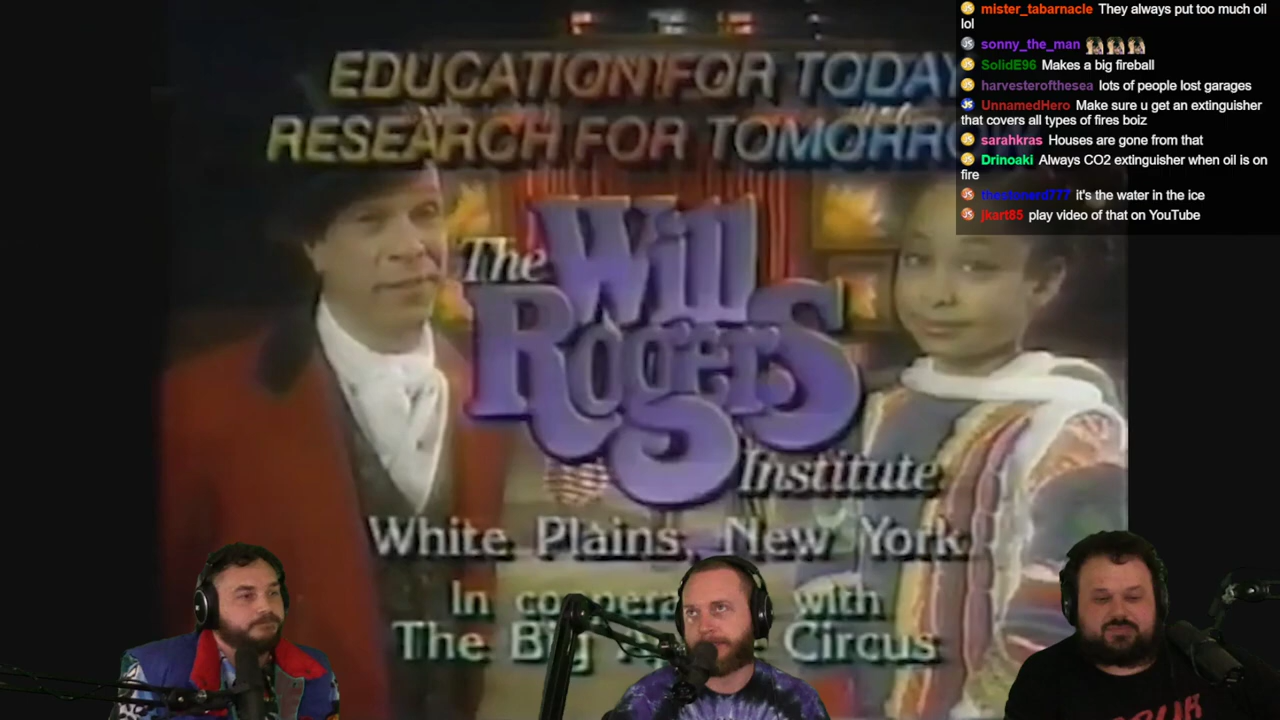 EDUCATION FOR TODAY
RESEARCH FOR TOMORRO
The Will
Rogers
Institute
White Plains, New York
In coopera with
The Big Circus
mister_tabarnacle They always put too much oil
lol
sonny_the_man
SolidE96 Makes a big fireball
harvesterofthesea lots of people lost garages
UnnamedHero Make sure u get an extinguisher
that covers all types of fires boiz
sarahkras Houses are gone from that
Drinoaki Always CO2 extinguisher when oil is on
fire
it's the water in the ice
jkart85 play video of that on YouTube